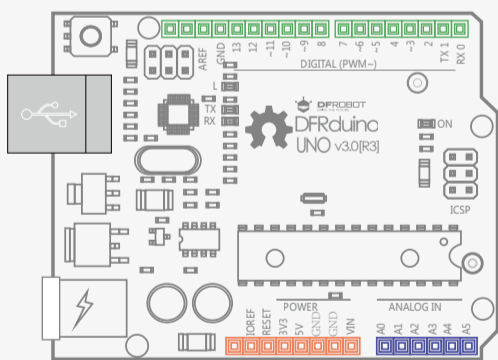 AREF
GND
13
12
~11
~10
~9
8
7
~6
~5
4
~3
2
TX 1
RX 0
DIGITAL (PWM~)
L
TX
RX
DFROBOT
DFRduino
UNO v3.0[R3]
ON
ICSP
POWER
ANALOG IN
IOREF
RESET
3V3
5V
GND
GND
VIN
A0
A1
A2
A3
A4
A5